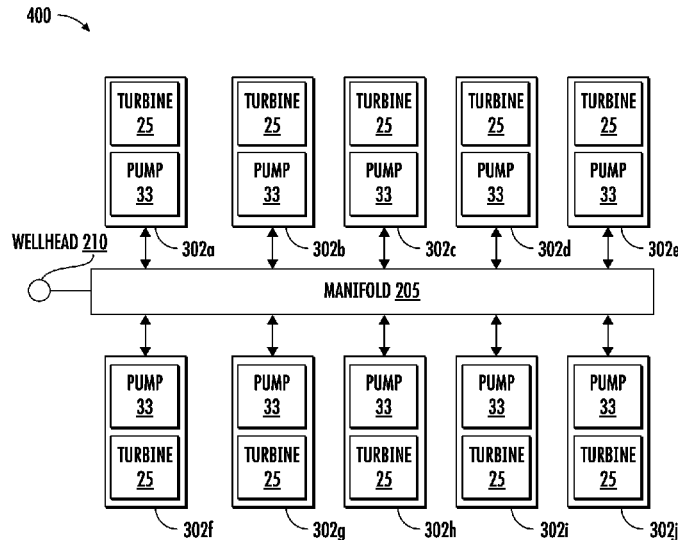 400
TURBINE TURBINE TURBINE TURBINE TURBINE
25 25 25 25 25
PUMP PUMP PUMP PUMP PUMP
33 33 33 33 33
WELLHEAD 210
302a 302b 302c 302d 302e
MANIFOLD 205
PUMP PUMP PUMP PUMP PUMP
33 33 33 33 33
TURBINE TURBINE TURBINE TURBINE TURBINE
25 25 25 25 25
302f 302g 302h 302i 302j